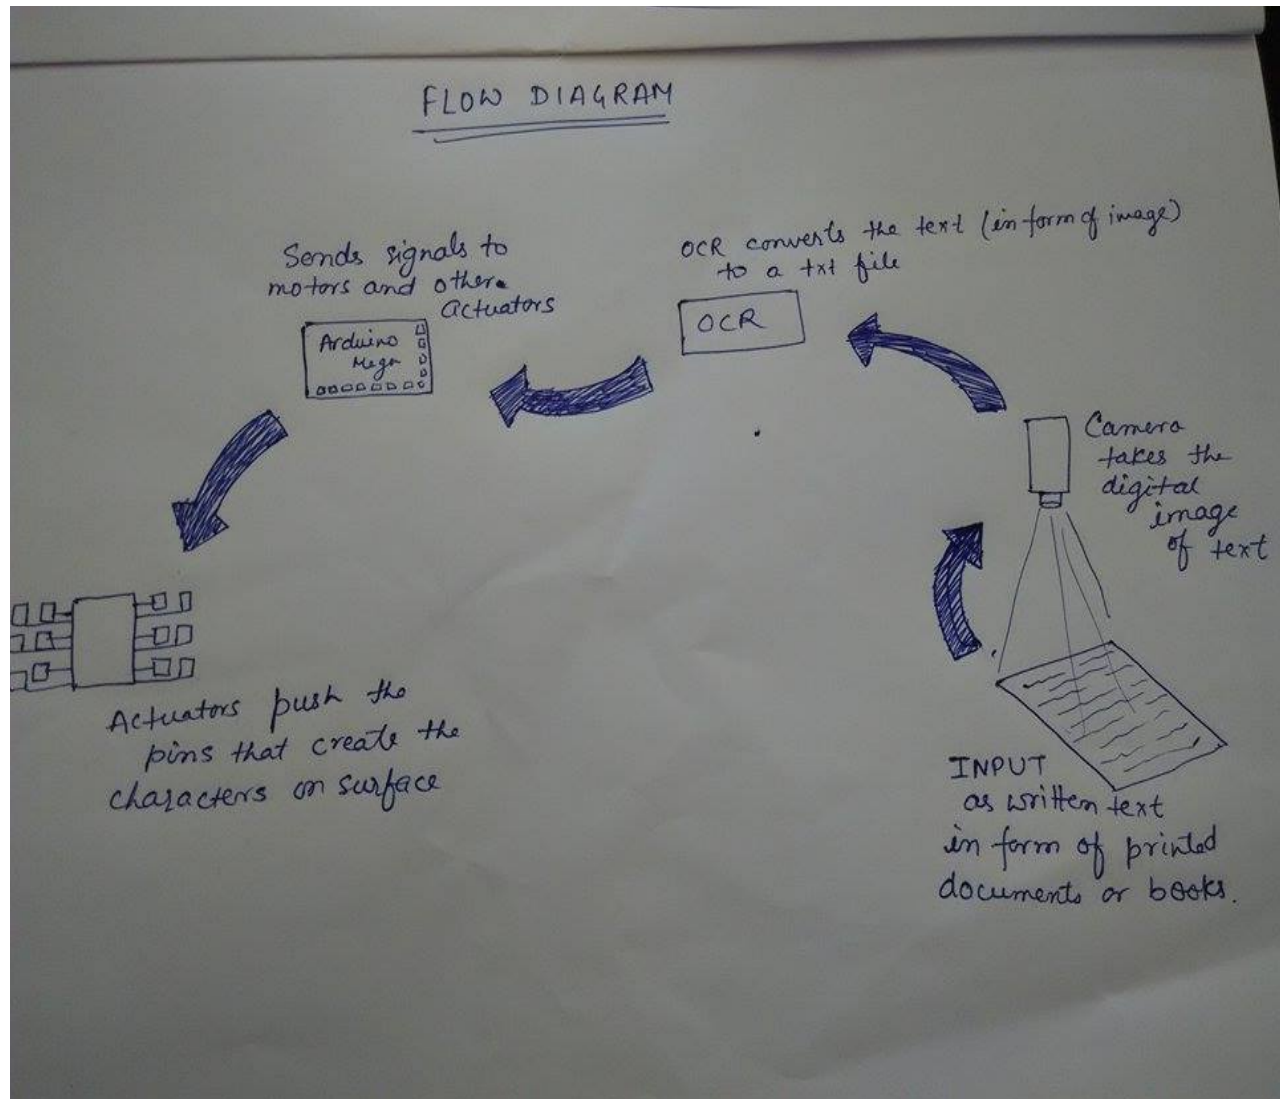 FLOW DIAGRAM
Sends signals to
motors and other
actuators
Arduino
Mega
OCR converts the text (in form of image)
to a txt file
OCR
Camera
takes the
digital
image
of text
INPUT
as written text
in form of printed
documents or books.
Actuators push the
pins that create the
characters on surface